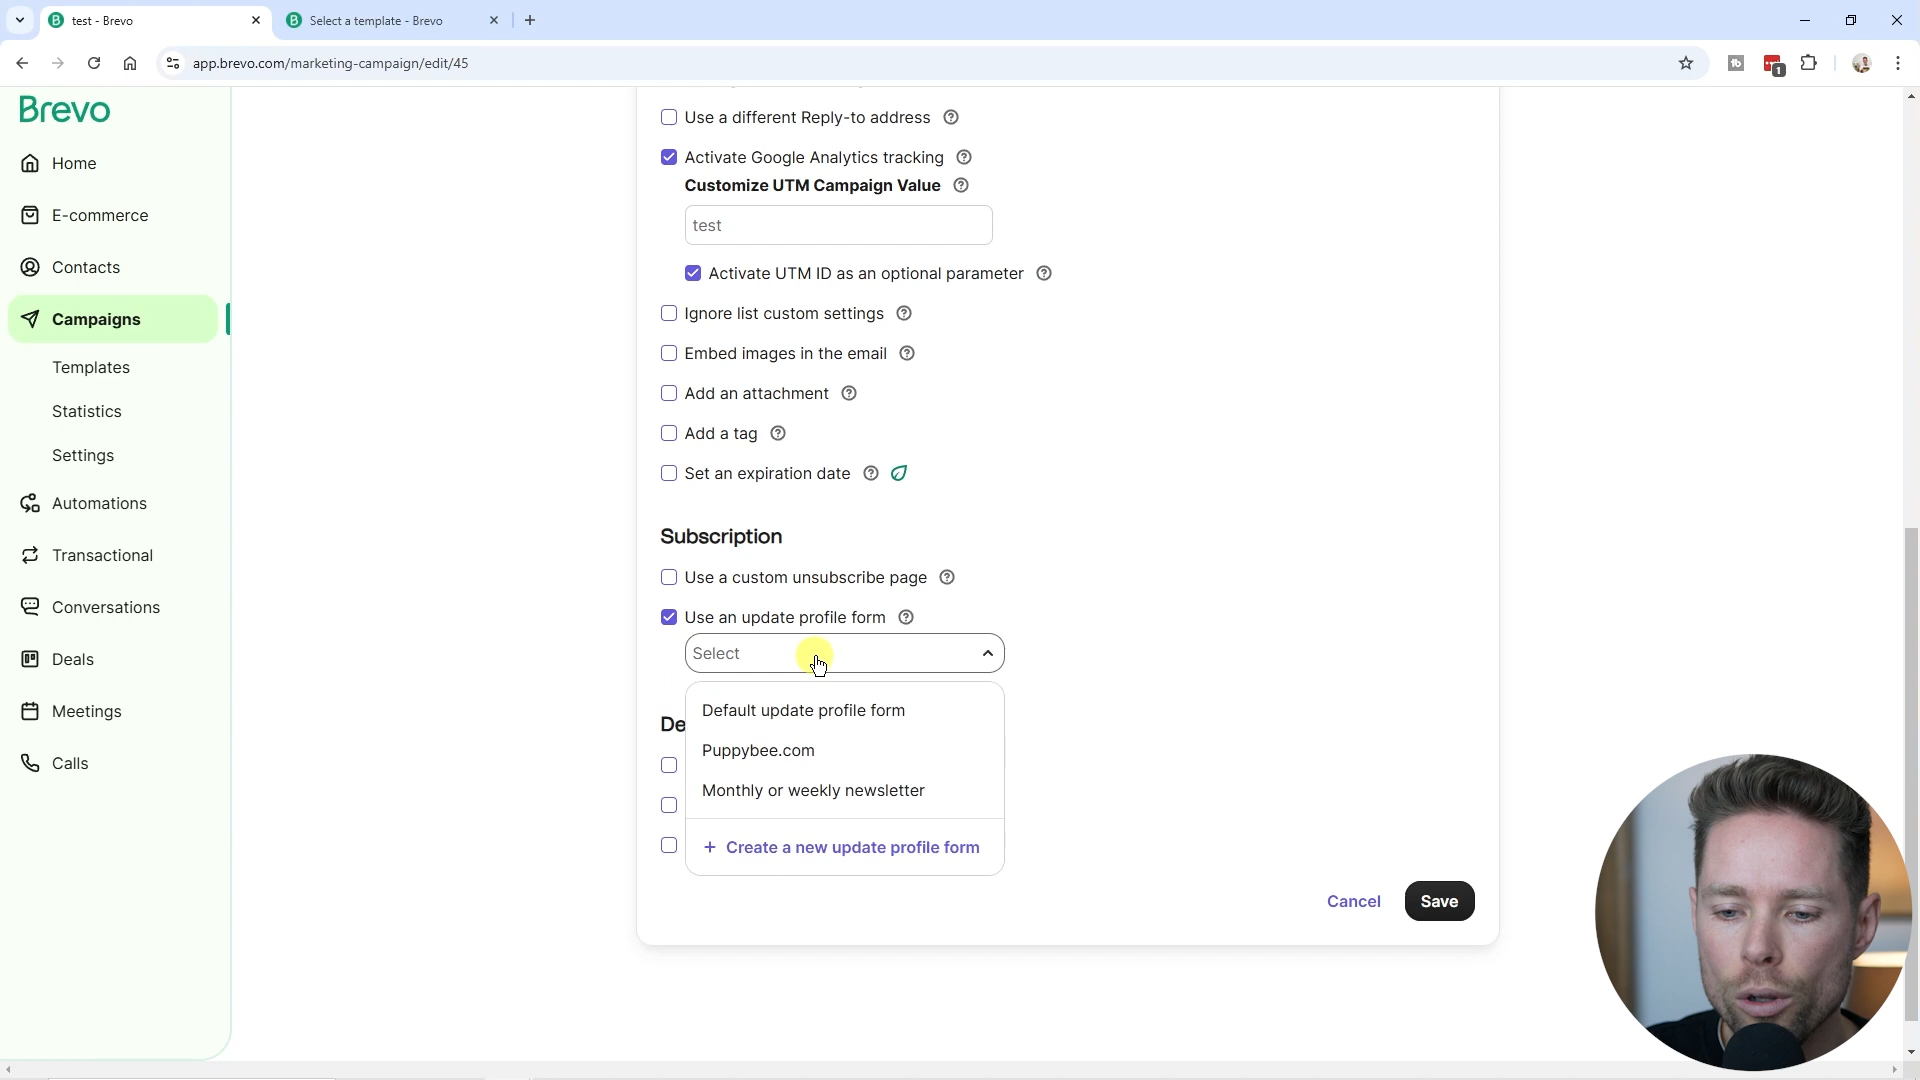 test - Brevo
Select a template - Brevo
app.brevo.com/marketing-campaign/edit/45
1
Brevo
Home
E-commerce
Contacts
Campaigns
Templates
Statistics
Settings
Automations
Transactional
Conversations
Deals
Meetings
Calls
Use a different Reply-to address
Activate Google Analytics tracking
Customize UTM Campaign Value
test
Activate UTM ID as an optional parameter
Ignore list custom settings
Embed images in the email
Add an attachment
Add a tag
Set an expiration date
Subscription
Use a custom unsubscribe page
Use an update profile form
Select
Default update profile form
De
Puppybee.com
Monthly or weekly newsletter
+ Create a new update profile form
Cancel
Save